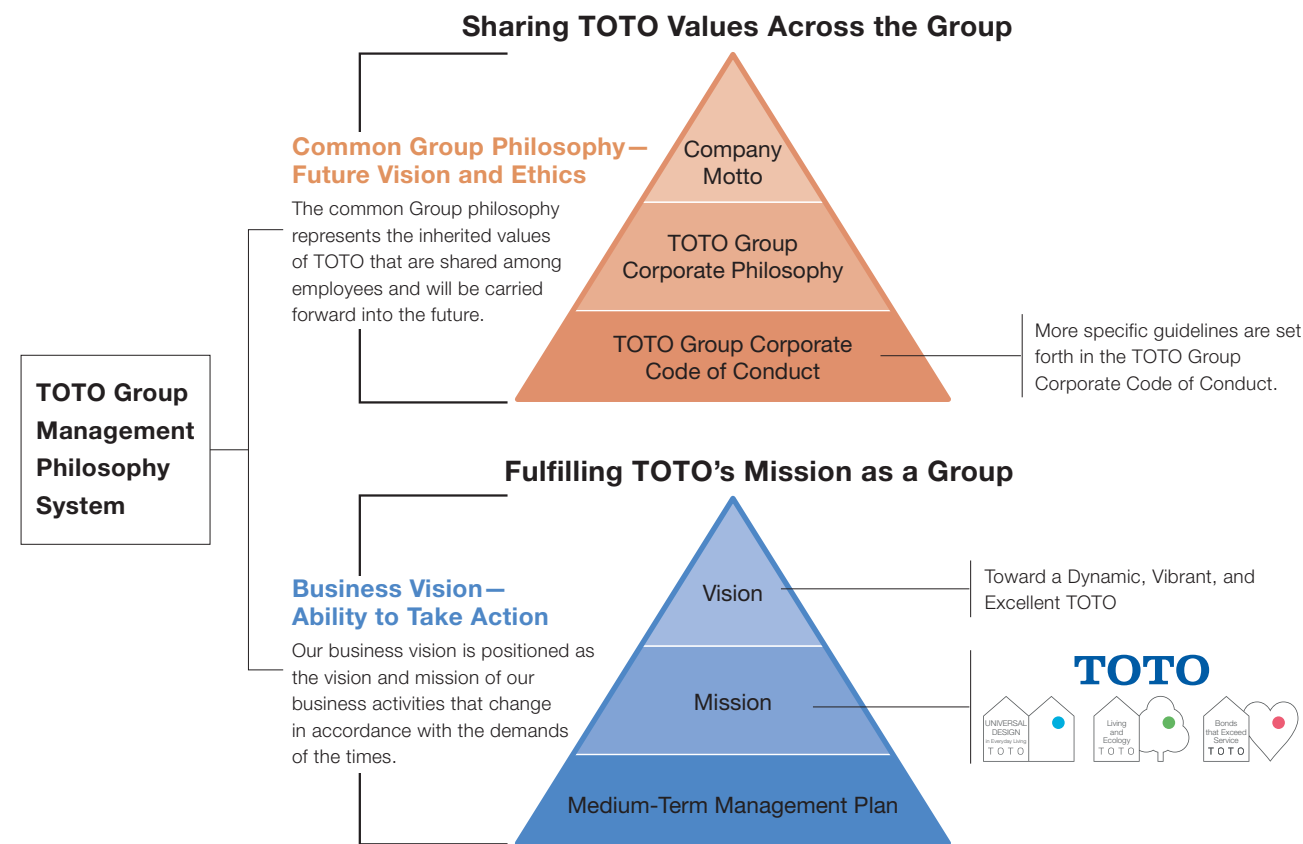 Sharing TOTO Values Across the Group
Common Group Philosophy—
Future Vision and Ethics
The common Group philosophy
represents the inherited values
of TOTO that are shared among
employees and will be carried
forward into the future.
Company
Motto
TOTO Group
Corporate Philosophy
TOTO Group Corporate
Code of Conduct
More specific guidelines are set
forth in the TOTO Group
Corporate Code of Conduct.
TOTO Group
Management
Philosophy
System
Fulfilling TOTO's Mission as a Group
Business Vision—
Ability to Take Action
Our business vision is positioned as
the vision and mission of our
business activities that change
in accordance with the demands
of the times.
Vision
Mission
Medium-Term Management Plan
Toward a Dynamic, Vibrant, and
Excellent TOTO
TOTO
UNIVERSAL
DESIGN
in Everyday Living
TOTO
Living
and
Ecology
TOTO
Bonds
that Exceed
Service
TOTO